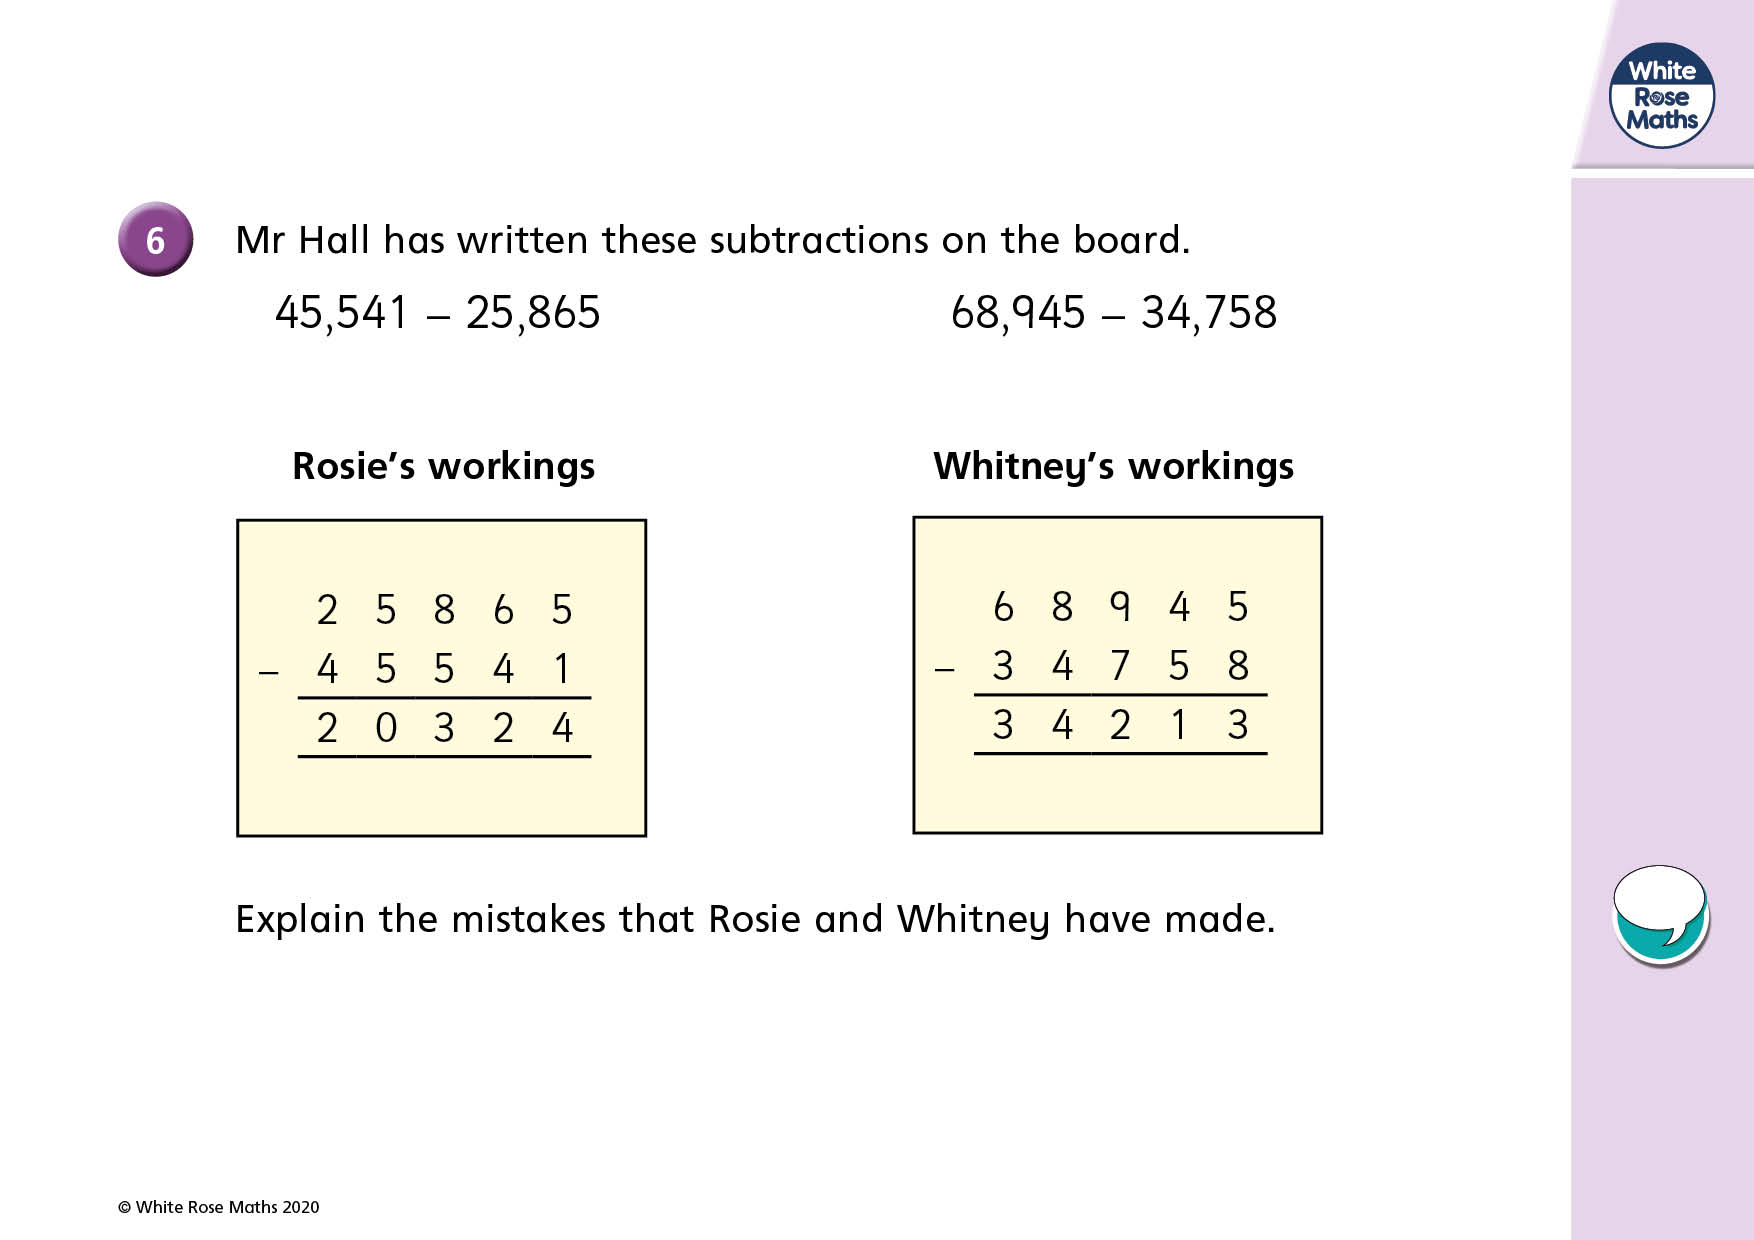 White
Rose
Maths
6 Mr Hall has written these subtractions on the board.
45,541 – 25,865 68,945 – 34,758
Rosie's workings Whitney's workings
2 5 8 6 5
– 4 5 5 4 1
2 0 3 2 4
6 8 9 4 5
– 3 4 7 5 8
3 4 2 1 3
Explain the mistakes that Rosie and Whitney have made.
© White Rose Maths 2020